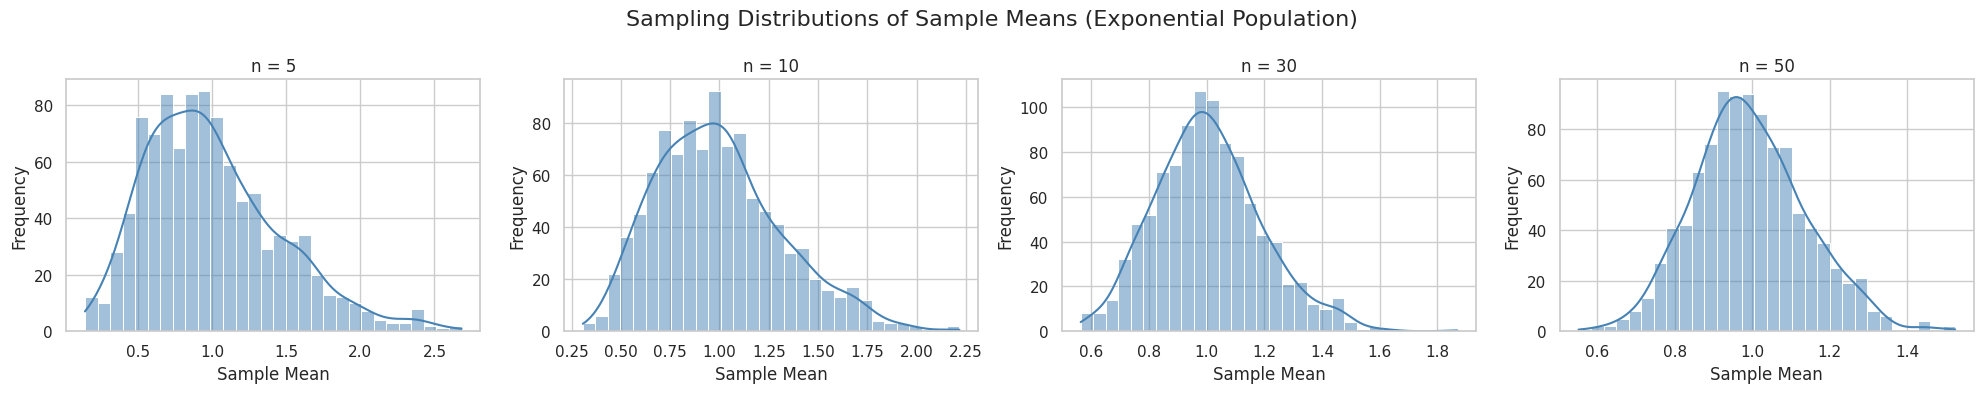 Sampling Distributions of Sample Means (Exponential Population)
n = 5
Frequency
80
60
40
20
0
0.5 1.0 1.5 2.0 2.5
Sample Mean
n = 10
Frequency
80
60
40
20
0
0.25 0.50 0.75 1.00 1.25 1.50 1.75 2.00 2.25
Sample Mean
n = 30
Frequency
100
80
60
40
20
0
0.6 0.8 1.0 1.2 1.4 1.6 1.8
Sample Mean
n = 50
Frequency
80
60
40
20
0
0.6 0.8 1.0 1.2 1.4
Sample Mean